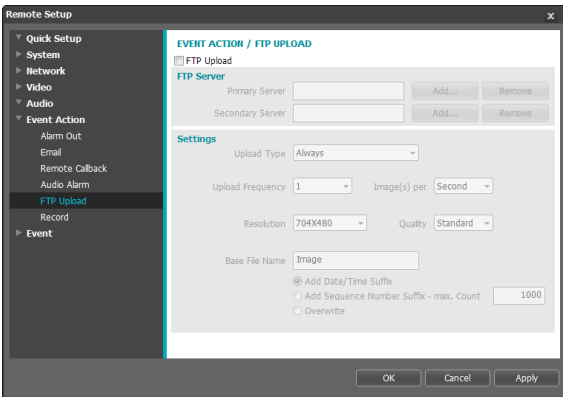 Remote Setup
x
Quick Setup
System
Network
Video
Audio
Event Action
Alarm Out
Email
Remote Callback
Audio Alarm
FTP Upload
Record
Event
EVENT ACTION / FTP UPLOAD
FTP Upload
FTP Server
Primary Server Add... Remove
Secondary Server Add... Remove
Settings
Upload Type Always
Upload Frequency 1 Image(s) per Second
Resolution 704X480 Quality Standard
Base File Name Image
Add Date/Time Suffix
Add Sequence Number Suffix - max. Count 1000
Overwrite
OK Cancel Apply